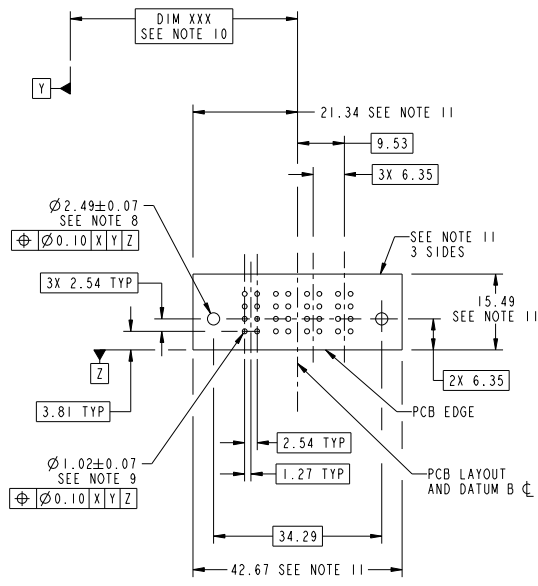 DIM XXX
SEE NOTE 10
Y
21.34 SEE NOTE 11
9.53
3X 6.35
Ø2.49±0.07
SEE NOTE 8
⌖ Ø0.10 X Y Z
SEE NOTE 11
3 SIDES
3X 2.54 TYP
15.49
SEE NOTE 11
Z
2X 6.35
3.81 TYP
PCB EDGE
2.54 TYP
Ø1.02±0.07
SEE NOTE 9
⌖ Ø0.10 X Y Z
1.27 TYP
PCB LAYOUT
AND DATUM B ℄
34.29
42.67 SEE NOTE 11